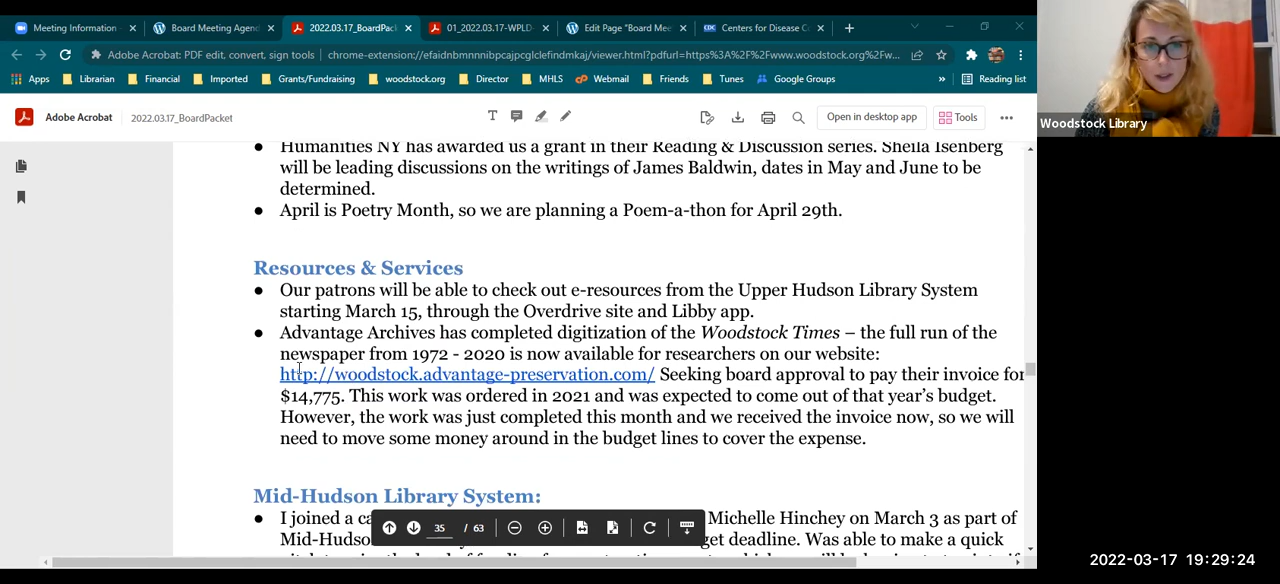 Meeting Information -
Board Meeting Agend
2022.03.17_BoardPack
01_2022.03.17-WPLD-
Edit Page "Board Mee
CDC
Centers for Disease Co
Adobe Acrobat: PDF edit, convert, sign tools
chrome-extension://efaidnbmnnnibpcajpcglclefindmkaj/viewer.html?pdfurl=https%3A%2F%2Fwww.woodstock.org%2Fw...
Apps
Librarian
Financial
Imported
Grants/Fundraising
woodstock.org
Director
MHLS
Webmail
Friends
Tunes
Google Groups
»
Reading list
Adobe Acrobat
2022.03.17_BoardPacket
Open in desktop app
Tools
Woodstock Library
● Humanities NY has awarded us a grant in their Reading & Discussion series. Sheila Isenberg
will be leading discussions on the writings of James Baldwin, dates in May and June to be
determined.
● April is Poetry Month, so we are planning a Poem-a-thon for April 29th.
Resources & Services
● Our patrons will be able to check out e-resources from the Upper Hudson Library System
starting March 15, through the Overdrive site and Libby app.
● Advantage Archives has completed digitization of the Woodstock Times – the full run of the
newspaper from 1972 - 2020 is now available for researchers on our website:
http://woodstock.advantage-preservation.com/ Seeking board approval to pay their invoice for
$14,775. This work was ordered in 2021 and was expected to come out of that year's budget.
However, the work was just completed this month and we received the invoice now, so we will
need to move some money around in the budget lines to cover the expense.
Mid-Hudson Library System:
● I joined a ca Michelle Hinchey on March 3 as part of
Mid-Hudso get deadline. Was able to make a quick
35 / 63
2022-03-17 19:29:24